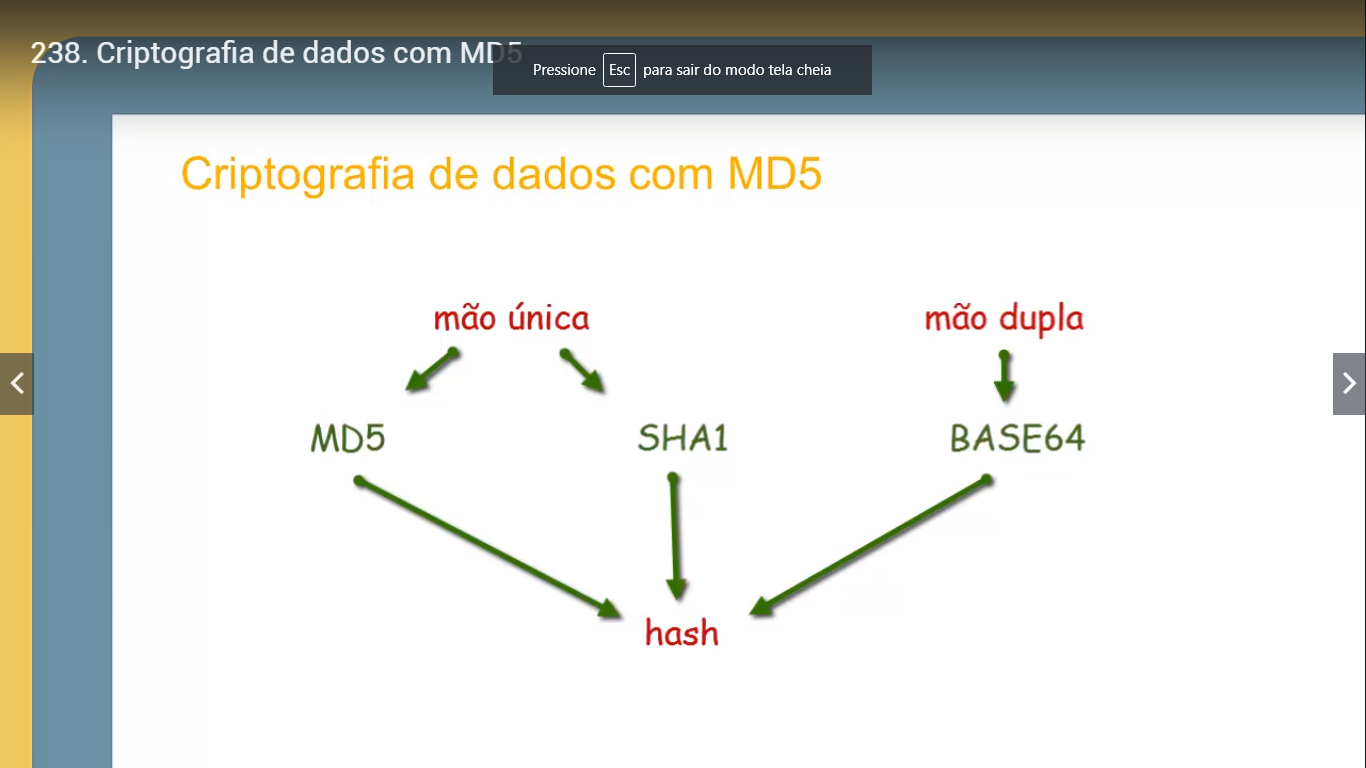 238. Criptografia de dados com MD5
Pressione Esc para sair do modo tela cheia
Criptografia de dados com MD5
mão única
mão dupla
MD5
SHA1
BASE64
hash